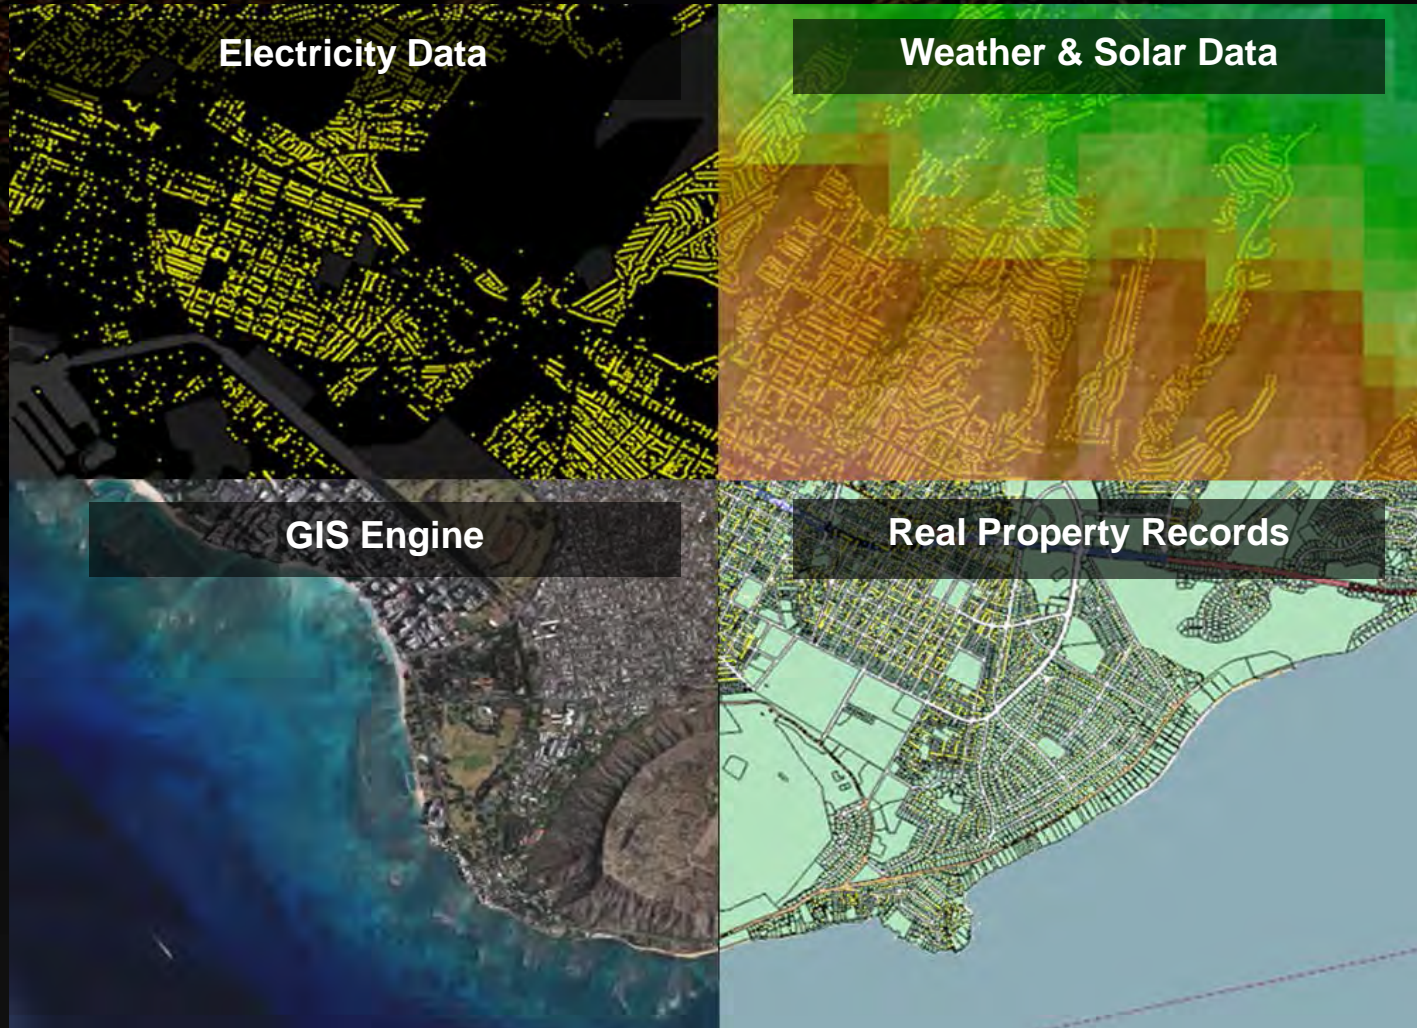 Electricity Data
Weather & Solar Data
GIS Engine
Real Property Records